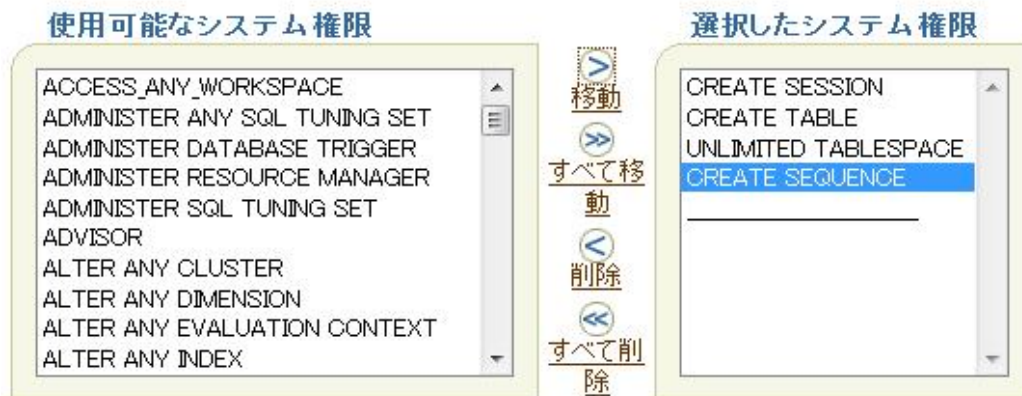 使用可能なシステム権限
ACCESS_ANY_WORKSPACE
ADMINISTER ANY SQL TUNING SET
ADMINISTER DATABASE TRIGGER
ADMINISTER RESOURCE MANAGER
ADMINISTER SQL TUNING SET
ADVISOR
ALTER ANY CLUSTER
ALTER ANY DIMENSION
ALTER ANY EVALUATION CONTEXT
ALTER ANY INDEX
移動
すべて移
動
削除
すべて削
除
選択したシステム権限
CREATE SESSION
CREATE TABLE
UNLIMITED TABLESPACE
CREATE SEQUENCE